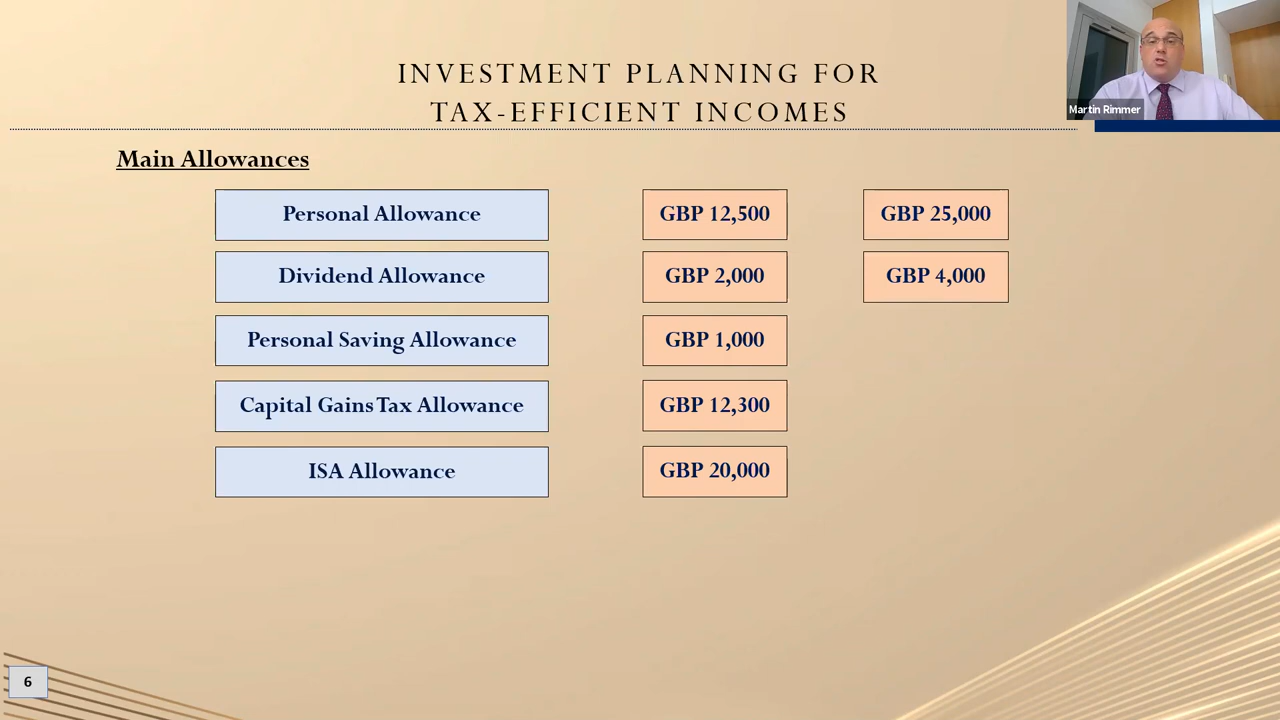 INVESTMENT PLANNING FOR
TAX-EFFICIENT INCOMES
Martin Rimmer
Main Allowances
Personal Allowance GBP 12,500 GBP 25,000
Dividend Allowance GBP 2,000 GBP 4,000
Personal Saving Allowance GBP 1,000
Capital Gains Tax Allowance GBP 12,300
ISA Allowance GBP 20,000
6